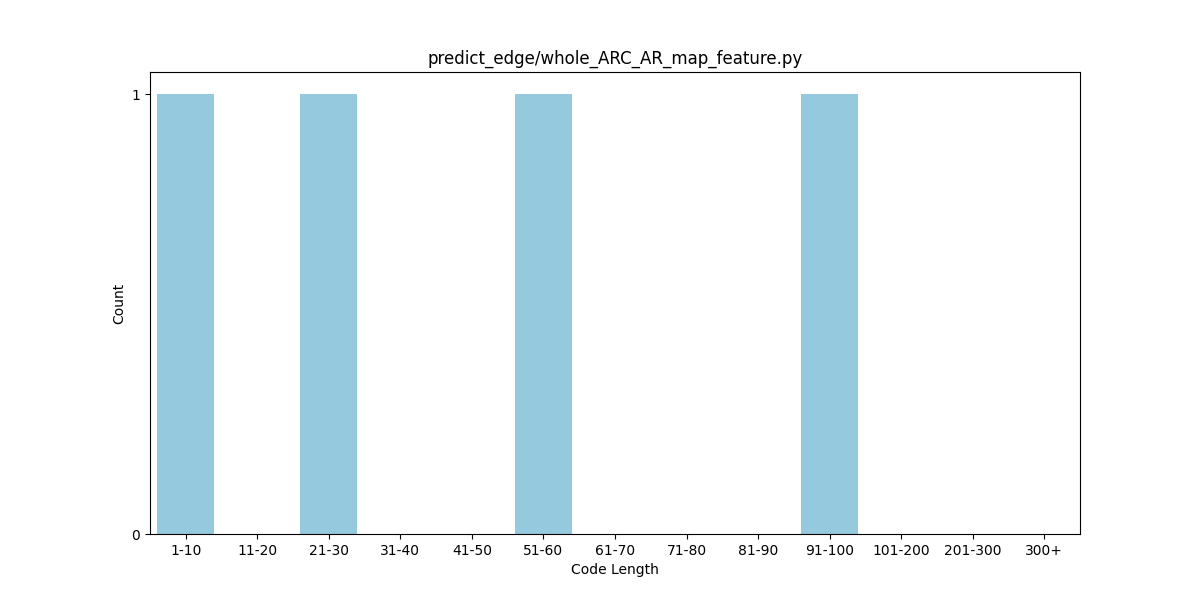 predict_edge/whole_ARC_AR_map_feature.py
1
0
Count
1-10 11-20 21-30 31-40 41-50 51-60 61-70 71-80 81-90 91-100 101-200 201-300 300+
Code Length